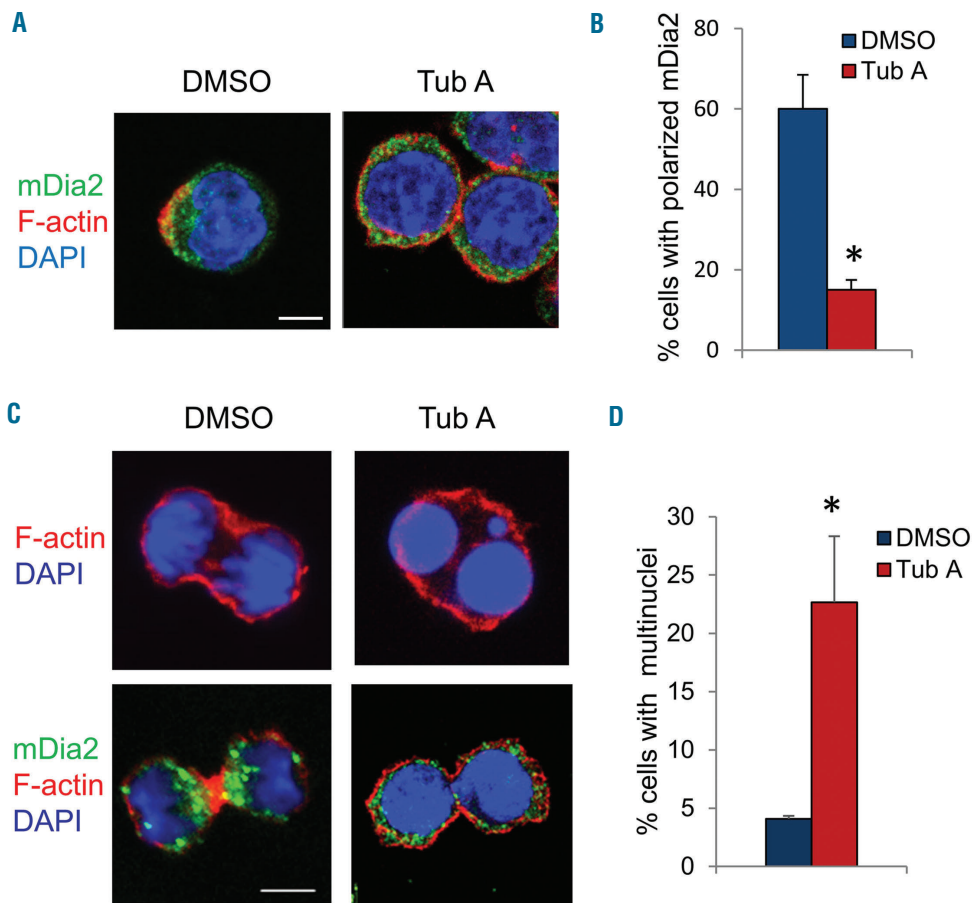 A
DMSO
Tub A
mDia2
F-actin
DAPI
B
% cells with polarized mDia2
80
60
40
20
0
DMSO
Tub A
*
C
DMSO
Tub A
F-actin
DAPI
mDia2
F-actin
DAPI
D
% cells with multinuclei
30
25
20
15
10
5
0
*
DMSO
Tub A